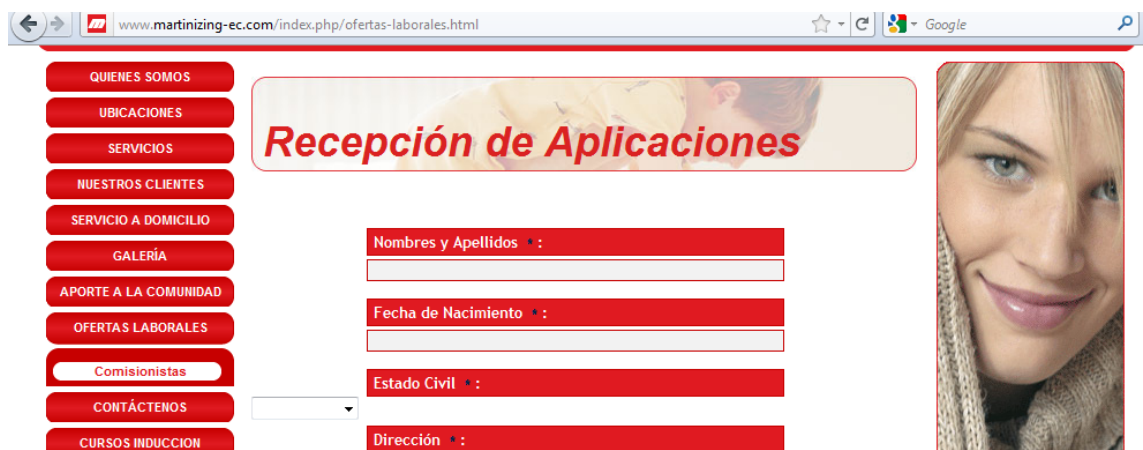 www.martinizing-ec.com/index.php/ofertas-laborales.html
Google
QUIENES SOMOS
UBICACIONES
SERVICIOS
NUESTROS CLIENTES
SERVICIO A DOMICILIO
GALERÍA
APORTE A LA COMUNIDAD
OFERTAS LABORALES
Comisionistas
CONTÁCTENOS
CURSOS INDUCCION
Recepción de Aplicaciones
Nombres y Apellidos * :
Fecha de Nacimiento * :
Estado Civil * :
Dirección * :